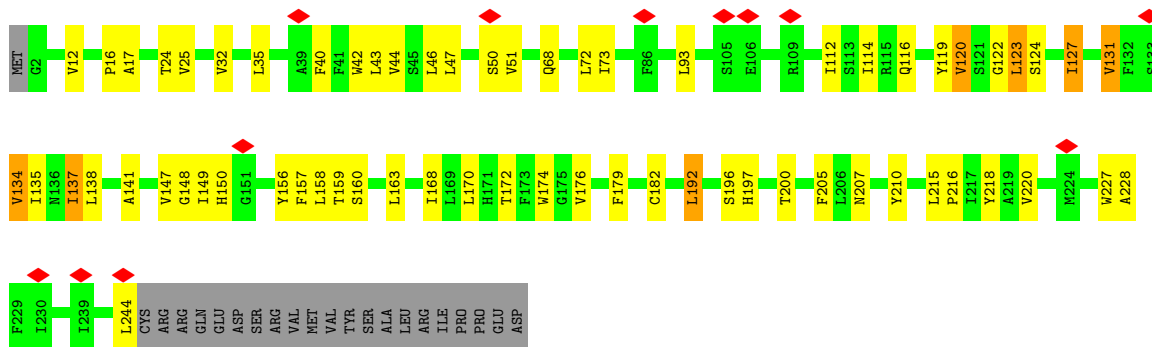 MET G2 V12 P16 A17 T24 V25 V32 L35 A39 F40 F41 W42 L43 V44 S45 L46 L47 S50 V51 Q68 L72 I73 F86 L93 S105 E106 R109 I112 S113 I114 R115 Q116 Y119 V120 S121 G122 L123 S124 I127 V131 F132 S133
V134 I135 N136 I137 L138 A141 V147 G148 I149 H150 G151 Y156 F157 L158 T159 S160 L163 I168 L169 L170 H171 T172 F173 W174 G175 V176 F179 C182 L192 S196 H197 T200 F205 L206 N207 Y210 L215 P216 I217 Y218 A219 V220 M224 W227 A228
F229 I230 I239 L244 CYS ARG ARG GLN GLU ASP SER ARG VAL MET VAL TYR SER ALA LEU ARG ILE PRO PRO GLU ASP